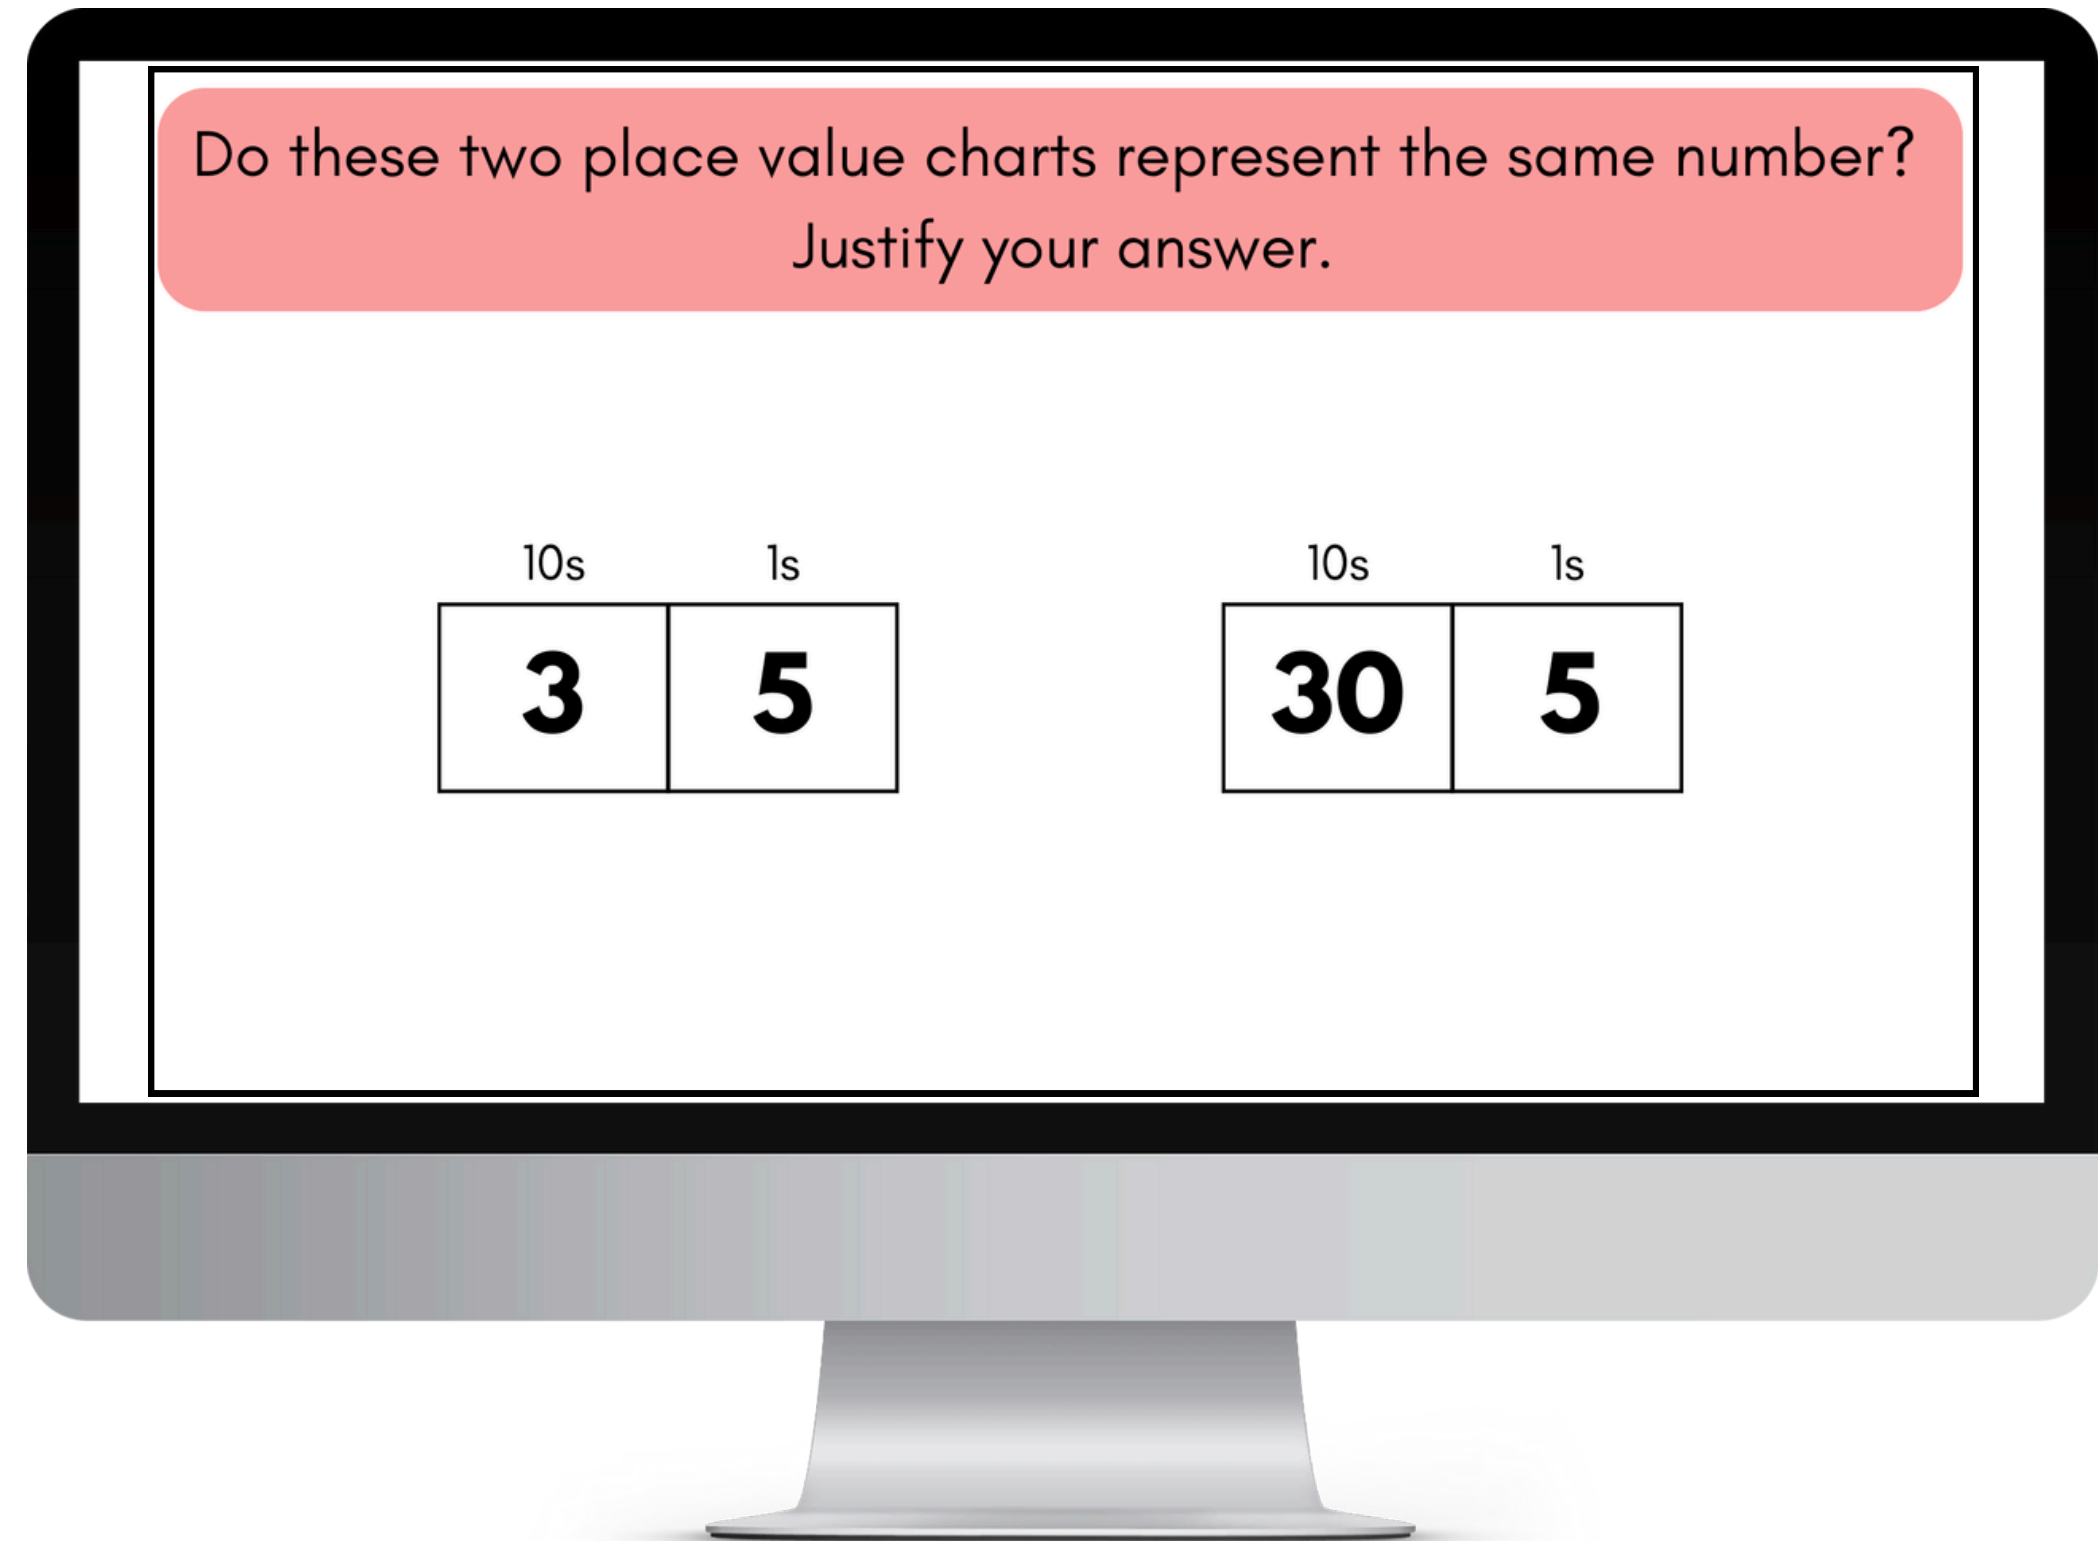 Do these two place value charts represent the same number?
Justify your answer.
10s 1s 10s 1s
3 5 30 5